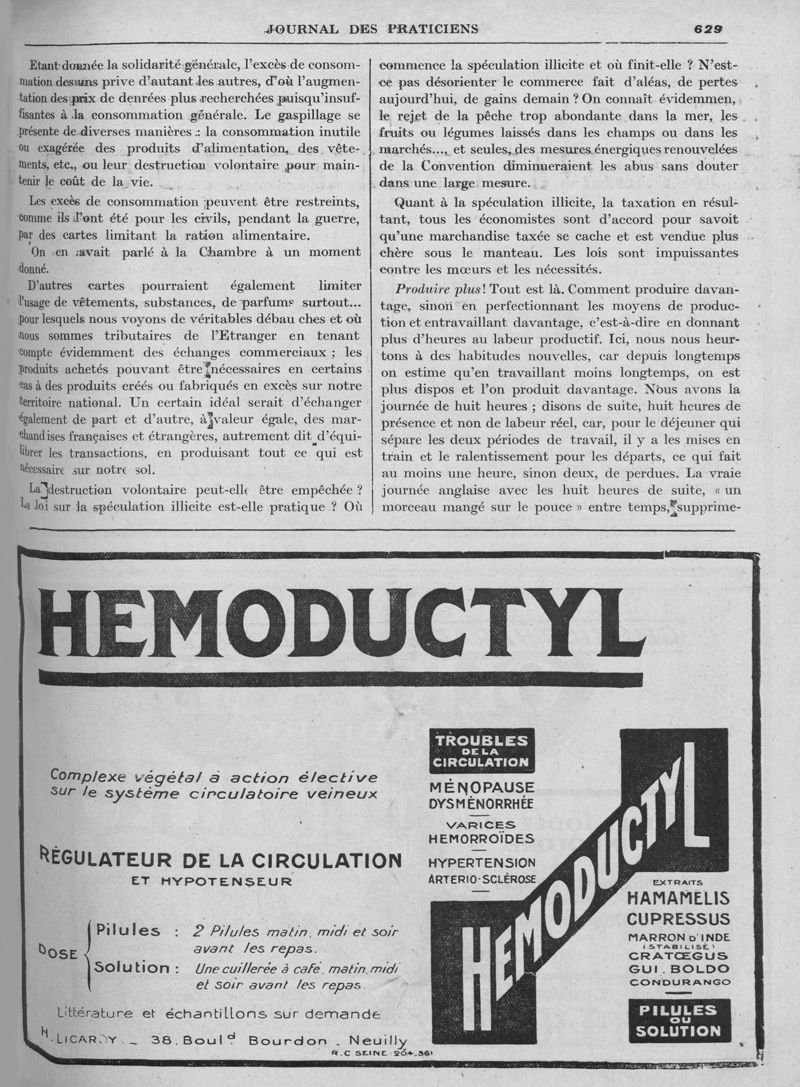 JOURNAL DES PRATICIENS
629
Etant donnée la solidarité générale, l'excès de consom-
mation des uns prive d'autant les autres, d'où l'augmen-
tation des prix de denrées plus recherchées puisqu'insuf-
fisantes à la consommation générale. Le gaspillage se
présente de diverses manières : la consommation inutile
ou exagérée des produits d'alimentation, des vête-
ments, etc., ou leur destruction volontaire pour main-
tenir le coût de la vie.
Les excès de consommation peuvent être restreints,
comme ils l'ont été pour les civils, pendant la guerre,
par des cartes limitant la ration alimentaire.
On en avait parlé à la Chambre à un moment
donné.
D'autres cartes pourraient également limiter
l'usage de vêtements, substances, de parfums surtout...
pour lesquels nous voyons de véritables débau ches et où
nous sommes tributaires de l'Etranger en tenant
compte évidemment des échanges commerciaux ; les
produits achetés pouvant être nécessaires en certains
cas à des produits créés ou fabriqués en excès sur notre
territoire national. Un certain idéal serait d'échanger
également de part et d'autre, à valeur égale, des mar-
chandises françaises et étrangères, autrement dit d'équi-
librer les transactions, en produisant tout ce qui est
nécessaire sur notre sol.
La destruction volontaire peut-elle être empêchée ?
La loi sur la spéculation illicite est-elle pratique ? Où
commence la spéculation illicite et où finit-elle ? N'est-
ce pas désorienter le commerce fait d'aléas, de pertes
aujourd'hui, de gains demain ? On connaît évidemmen,
le rejet de la pêche trop abondante dans la mer, les
fruits ou légumes laissés dans les champs ou dans les
marchés..., et seules, des mesures énergiques renouvelées
de la Convention diminueraient les abus sans douter
dans une large mesure.
Quant à la spéculation illicite, la taxation en résul-
tant, tous les économistes sont d'accord pour savoit
qu'une marchandise taxée se cache et est vendue plus
chère sous le manteau. Les lois sont impuissantes
contre les mœurs et les nécessités.
Produire plus ! Tout est là. Comment produire davan-
tage, sinon en perfectionnant les moyens de produc-
tion et entravaillant davantage, c'est-à-dire en donnant
plus d'heures au labeur productif. Ici, nous nous heur-
tons à des habitudes nouvelles, car depuis longtemps
on estime qu'en travaillant moins longtemps, on est
plus dispos et l'on produit davantage. Nous avons la
journée de huit heures ; disons de suite, huit heures de
présence et non de labeur réel, car, pour le déjeuner qui
sépare les deux périodes de travail, il y a les mises en
train et le ralentissement pour les départs, ce qui fait
au moins une heure, sinon deux, de perdues. La vraie
journée anglaise avec les huit heures de suite, « un
morceau mangé sur le pouce » entre temps, supprime-
HEMODUCTYL
Complexe végétal à action élective
sur le système circulatoire veineux
RÉGULATEUR DE LA CIRCULATION
ET HYPOTENSEUR
DOSE
Pilules : 2 Pilules matin, midi et soir
avant les repas.
Solution : Une cuillerée à café, matin, midi
et soir avant les repas.
Littérature et échantillons sur demande
H. LICARDY _ 38. Boul.d Bourdon _ Neuilly
R.C SEINE 204.361
TROUBLES
DE LA
CIRCULATION
MÉNOPAUSE
DYSMÉNORRHÉE
VARICES
HEMORROÏDES
HYPERTENSION
ARTERIO-SCLÉROSE
HEMODUCTYL
EXTRAITS
HAMAMELIS
CUPRESSUS
MARRON D'INDE
(STABILISÉ)
CRATŒGUS
GUI. BOLDO
CONDURANGO
PILULES
OU
SOLUTION